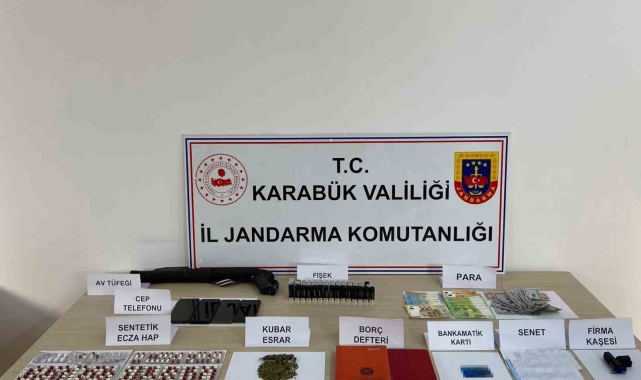 T.C.
KARABÜK VALİLİĞİ
İL JANDARMA KOMUTANLIĞI
JANDARMA
AV TÜFEĞİ
FİŞEK
PARA
CEP
TELEFONU
SENTETİK
ECZA HAP
KUBAR
ESRAR
BORÇ
DEFTERİ
BANKAMATİK
KARTI
SENET
FİRMA
KAŞESİ